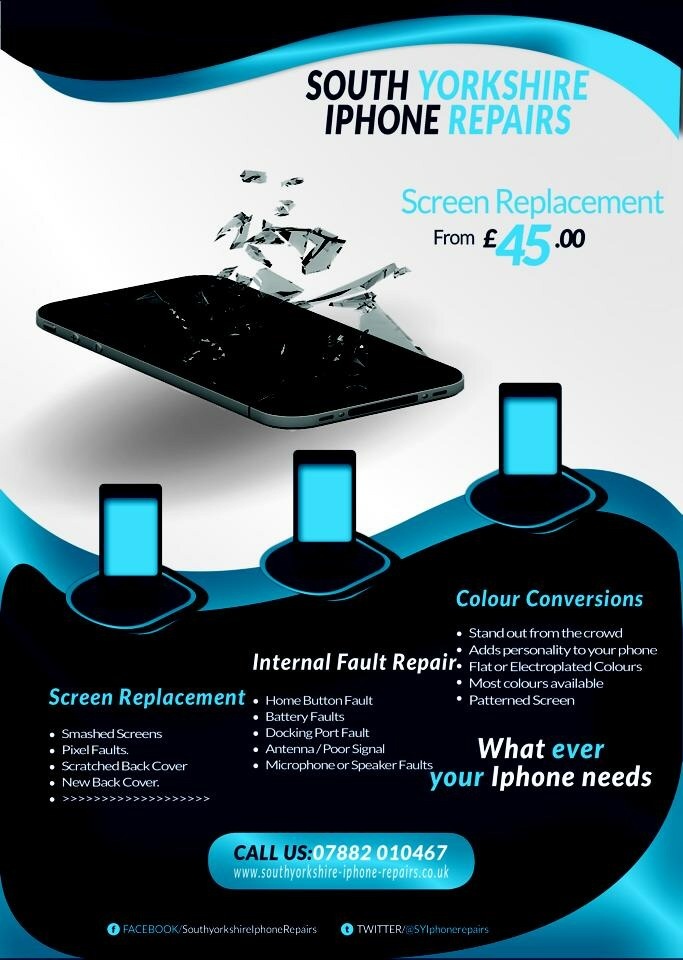 SOUTH YORKSHIRE
IPHONE REPAIRS
Screen Replacement
From £45.00
Screen Replacement
• Smashed Screens
• Pixel Faults.
• Scratched Back Cover
• New Back Cover.
• >>>>>>>>>>>>>>>>>>>
Internal Fault Repair
• Home Button Fault
• Battery Faults
• Docking Port Fault
• Antenna / Poor Signal
• Microphone or Speaker Faults
Colour Conversions
• Stand out from the crowd
• Adds personality to your phone
• Flat or Electroplated Colours
• Most colours available
• Patterned Screen
What ever
your Iphone needs
CALL US:07882 010467
www.southyorkshire-iphone-repairs.co.uk
f FACEBOOK/SouthyorkshireIphoneRepairs
t TWITTER/@SYIphonerepairs